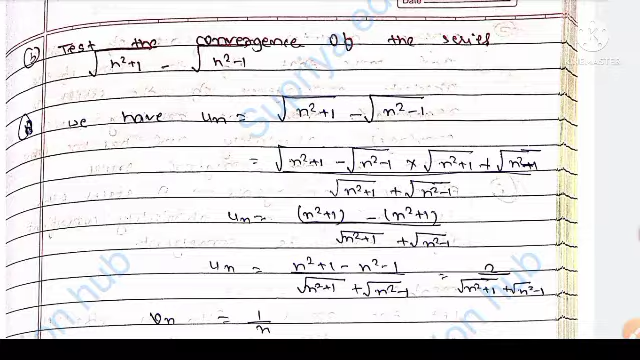 Date
(b) Test the convergence of the series
√n²+1 - √n²-1
we have un = √n²+1 - √n²-1
= √n²+1 - √n²-1 × √n²+1 + √n²+1 / √n²+1 + √n²-1
un = (n²+1) - (n²+1) / √n²+1 + √n²-1
un = n²+1 - n²-1 / √n²+1 + √n²-1 = 2 / √n²+1 + √n²-1
vn = 1/n